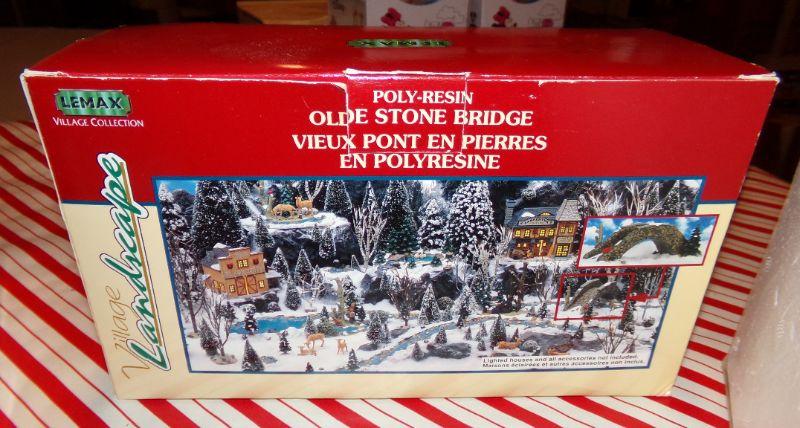 LEMAX
LEMAX
VILLAGE COLLECTION
POLY-RESIN
OLDE STONE BRIDGE
VIEUX PONT EN PIERRES
EN POLYRÉSINE
Village
Landscape
Lighted houses and all accessories not included.
Maisons éclairées et autres accessoires non inclus.